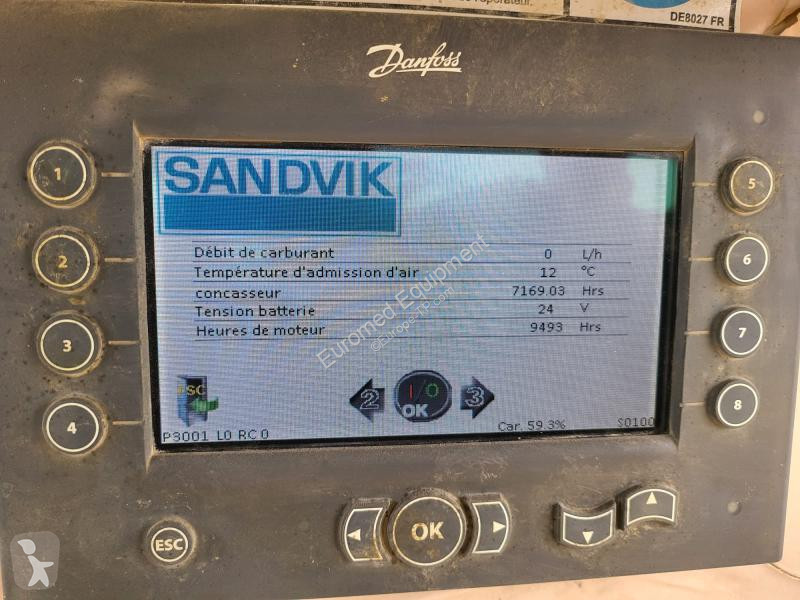 l'opérateur.
DE8027 FR
Danfoss
SANDVIK
Débit de carburant 0 L/h
Température d'admission d'air 12 °C
concasseur 7169.03 Hrs
Tension batterie 24 V
Heures de moteur 9493 Hrs
Euromed Equipment
ESC 2 I/O OK 3
P3001 L0 RC 0 Car. 59.3% S0100
1 5
2 6
3 7
4 8
ESC OK